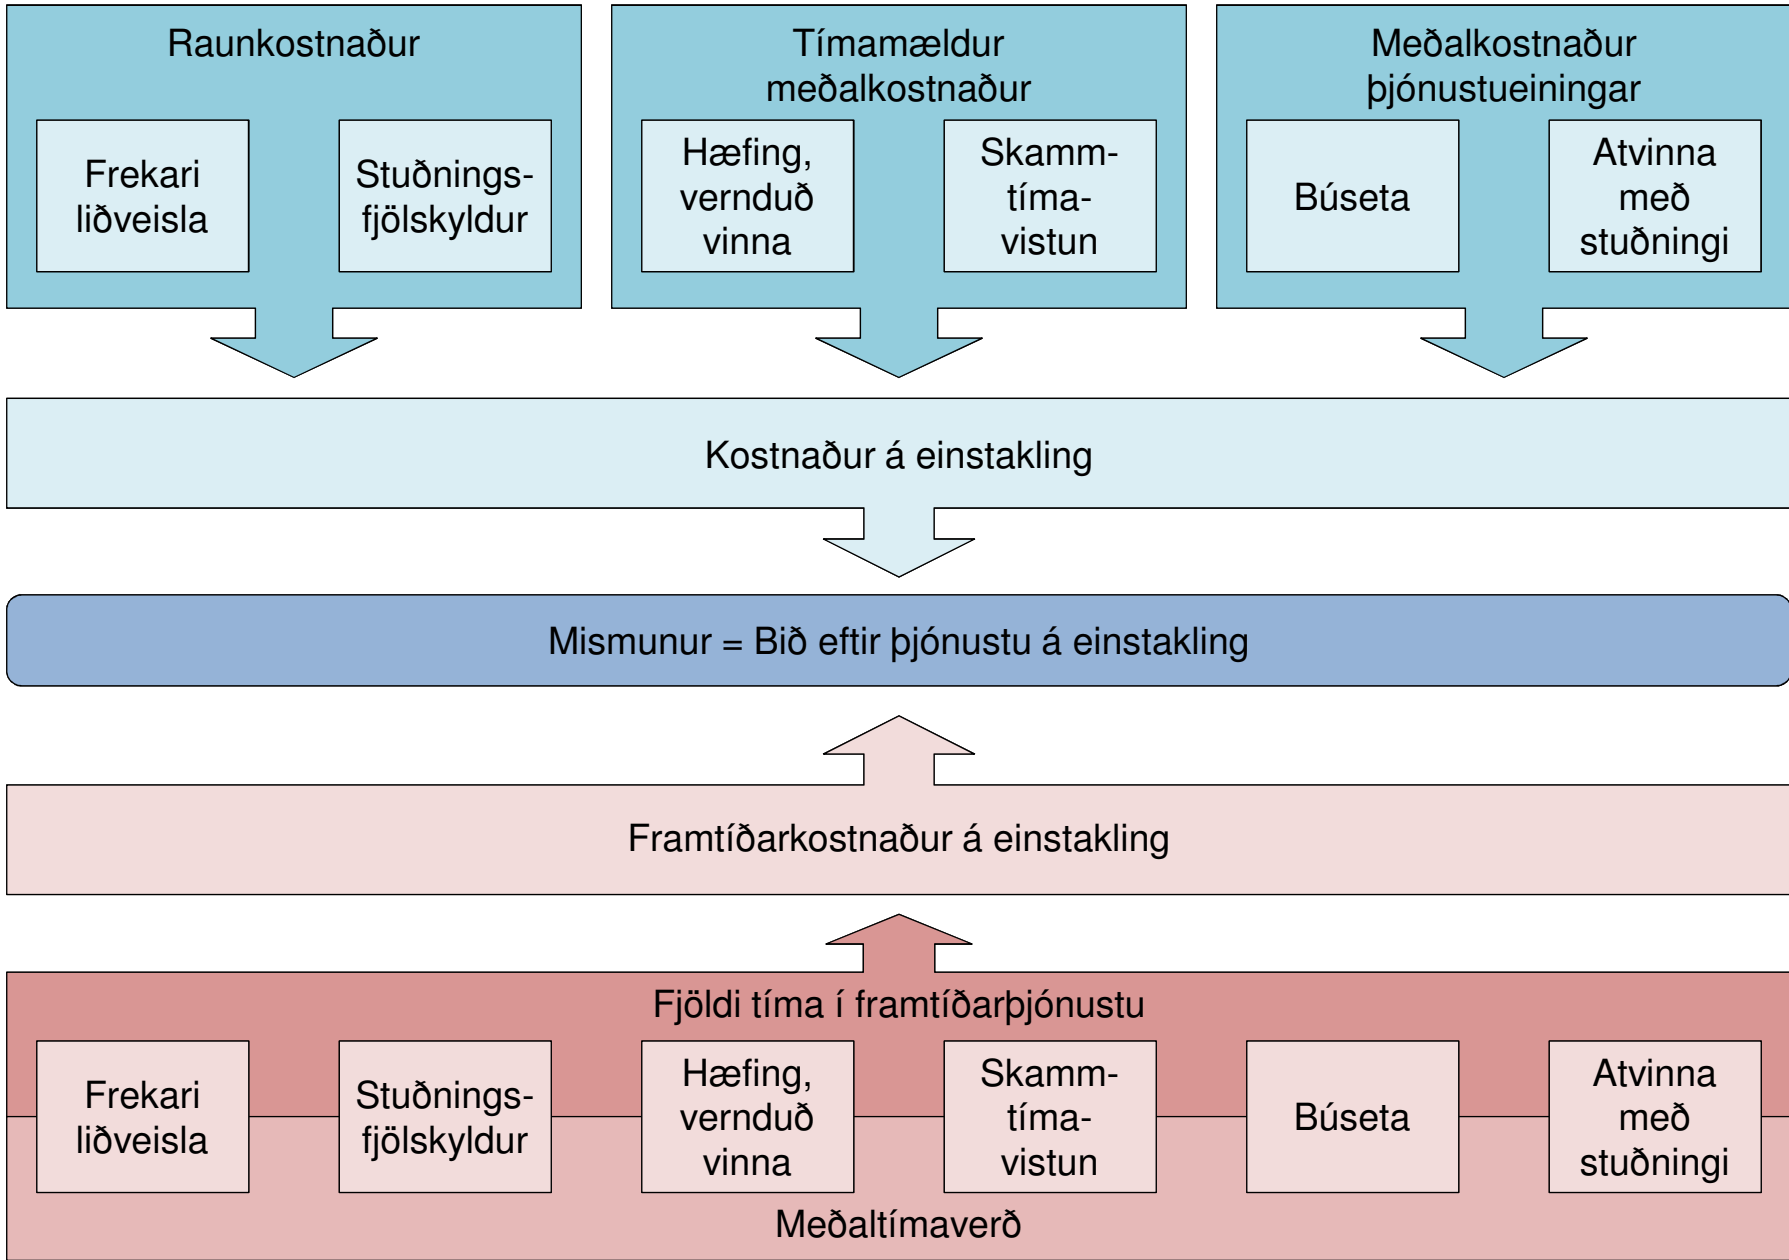 Raunkostnaður
Frekari
liðveisla
Stuðnings-
fjölskyldur
Tímamældur
meðalkostnaður
Hæfing,
vernduð
vinna
Skamm-
tíma-
vistun
Meðalkostnaður
þjónustueiningar
Búseta
Atvinna
með
stuðningi
Kostnaður á einstakling
Mismunur = Bið eftir þjónustu á einstakling
Framtíðarkostnaður á einstakling
Fjöldi tíma í framtíðarþjónustu
Frekari
liðveisla
Stuðnings-
fjölskyldur
Hæfing,
vernduð
vinna
Skamm-
tíma-
vistun
Búseta
Atvinna
með
stuðningi
Meðaltímaverð